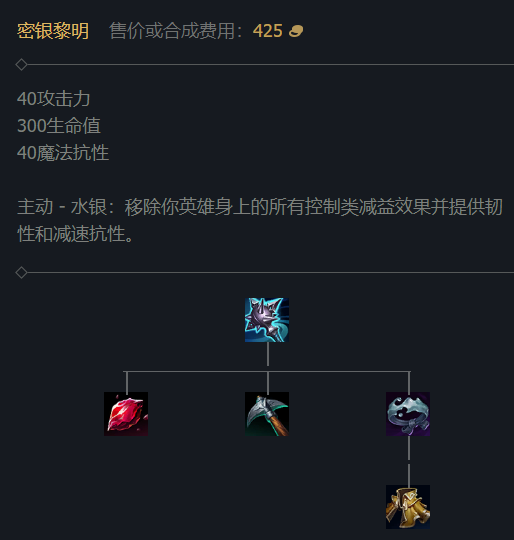 密银黎明 售价或合成费用：425
40攻击力
300生命值
40魔法抗性
主动 - 水银：移除你英雄身上的所有控制类减益效果并提供韧
性和减速抗性。